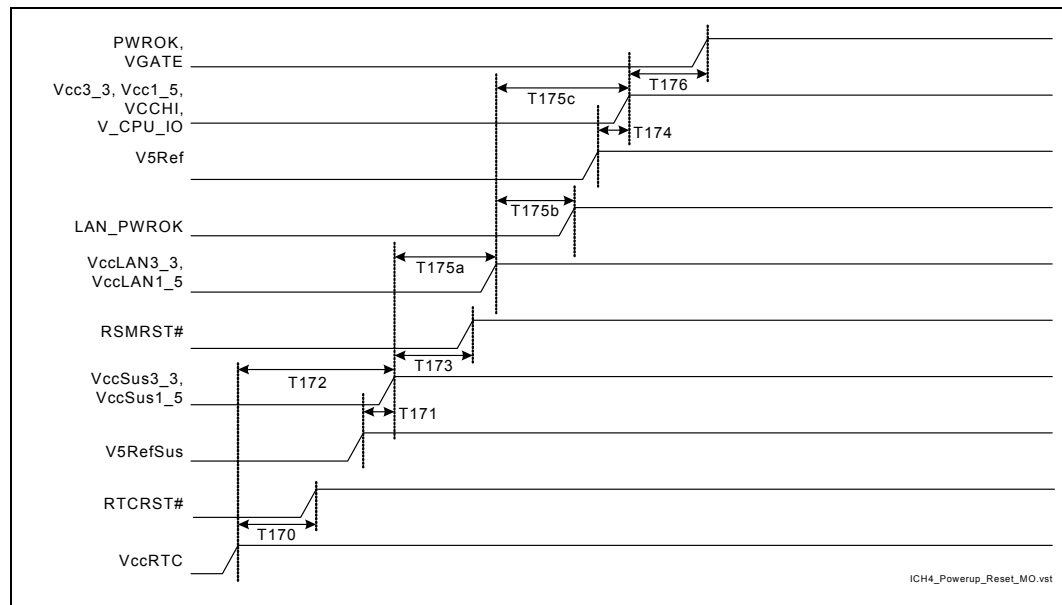 PWROK,
VGATE
T176
Vcc3_3, Vcc1_5,
VCCHI,
V_CPU_IO
T175c
T174
V5Ref
T175b
LAN_PWROK
VccLAN3_3,
VccLAN1_5
T175a
RSMRST#
T173
VccSus3_3,
VccSus1_5
T172
T171
V5RefSus
RTCRST#
T170
VccRTC
ICH4_Powerup_Reset_MO.vst